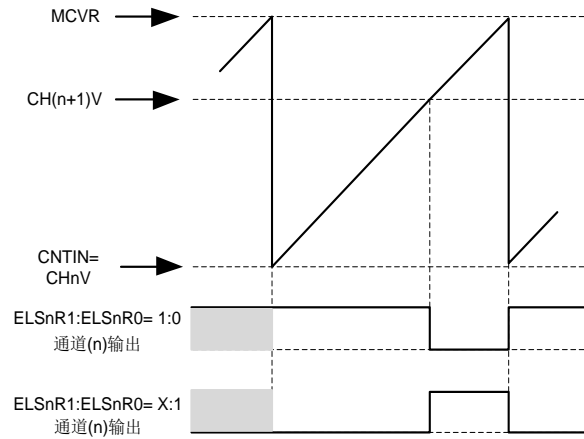 MCVR
CH(n+1)V
CNTIN=
CHnV
ELSnR1:ELSnR0= 1:0
通道(n)输出
ELSnR1:ELSnR0= X:1
通道(n)输出